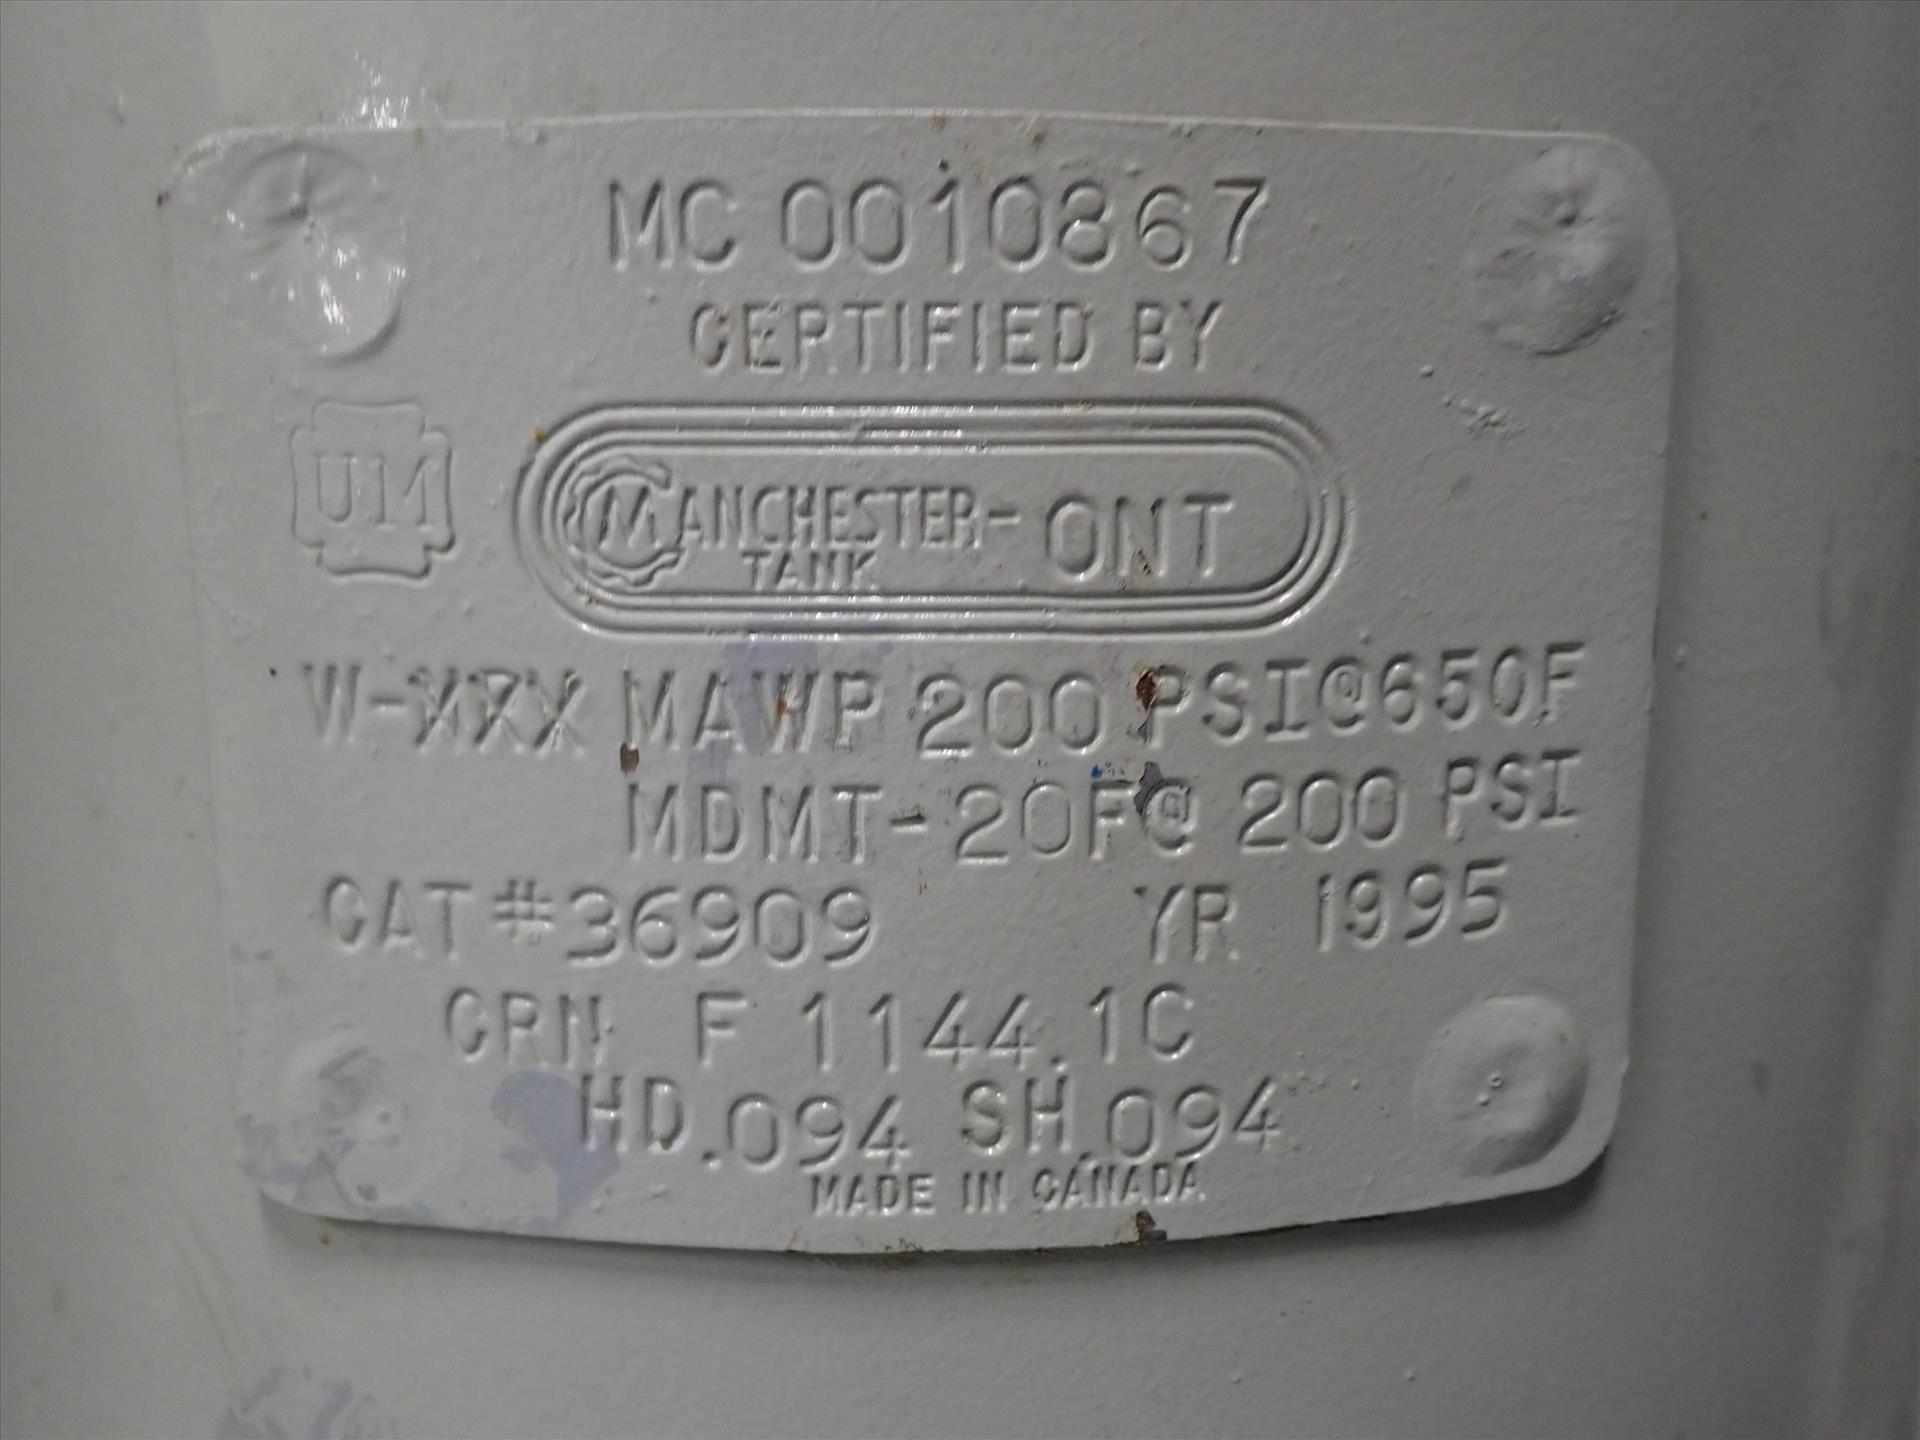 MC 0010867
CERTIFIED BY
UM
MANCHESTER - ONT
TANK
W-XXX MAWP 200 PSI@650F
MDMT-20F@ 200 PSI
CAT #36909 YR 1995
CRN F 1144.1C
HD .094 SH .094
MADE IN CANADA